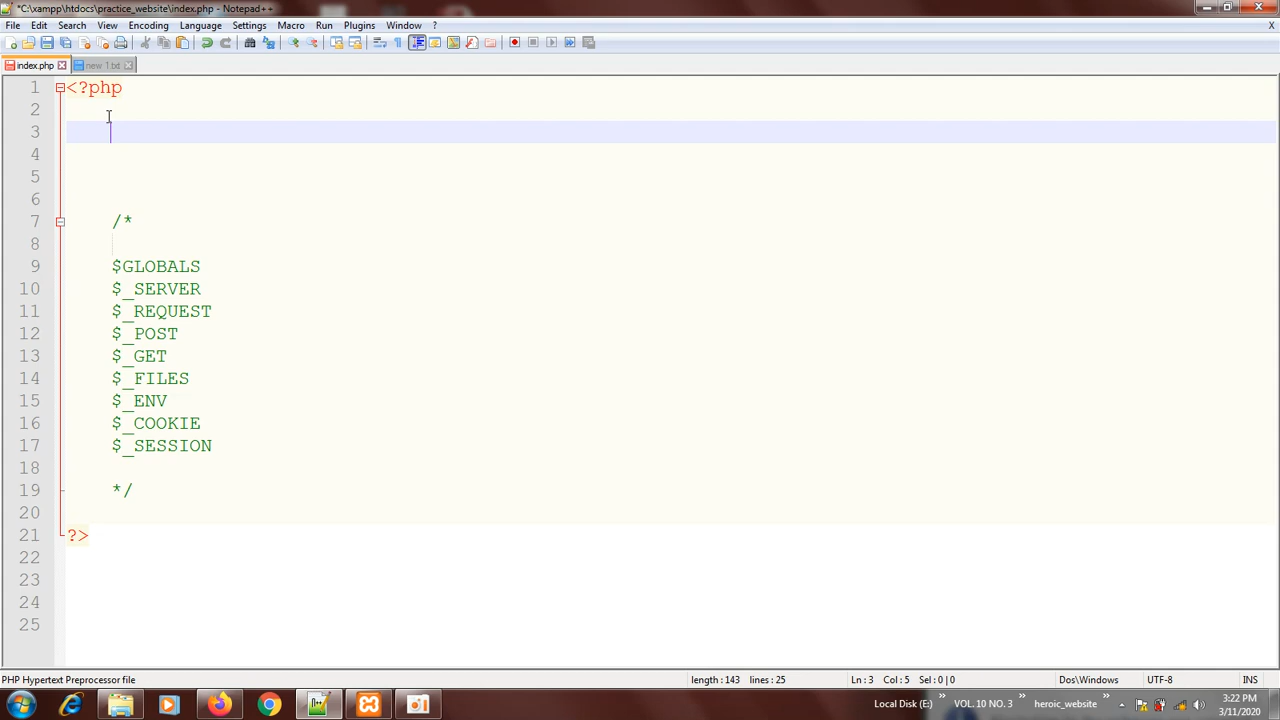 *C:\xampp\htdocs\practice_website\index.php - Notepad++
File Edit Search View Encoding Language Settings Macro Run Plugins Window ? X
index.php new 1.txt
1 <?php
2
3
4
5
6
7 /*
8
9 $GLOBALS
10 $_SERVER
11 $_REQUEST
12 $_POST
13 $_GET
14 $_FILES
15 $_ENV
16 $_COOKIE
17 $_SESSION
18
19 */
20
21 ?>
22
23
24
25
PHP Hypertext Preprocessor file length : 143 lines : 25 Ln : 3 Col : 5 Sel : 0 | 0 Dos\Windows UTF-8 INS
Local Disk (E:) » VOL. 10 NO. 3 » heroic_website » 3:22 PM
3/11/2020